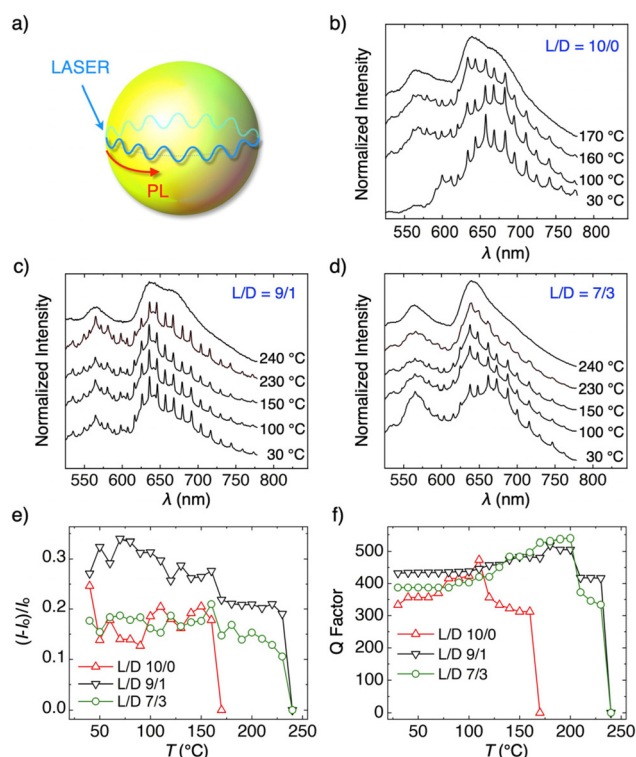 a)
LASER
PL
b)
L/D = 10/0
Normalized Intensity
170 °C
160 °C
100 °C
30 °C
550 600 650 700 750 800
λ (nm)
c)
L/D = 9/1
Normalized Intensity
240 °C
230 °C
150 °C
100 °C
30 °C
550 600 650 700 750 800
λ (nm)
d)
L/D = 7/3
Normalized Intensity
240 °C
230 °C
150 °C
100 °C
30 °C
550 600 650 700 750 800
λ (nm)
e)
(I-I₀)/I₀
0.3
0.2
0.1
0.0
L/D 10/0
L/D 9/1
L/D 7/3
50 100 150 200 250
T (°C)
f)
Q Factor
500
400
300
200
100
0
L/D 10/0
L/D 9/1
L/D 7/3
50 100 150 200 250
T (°C)